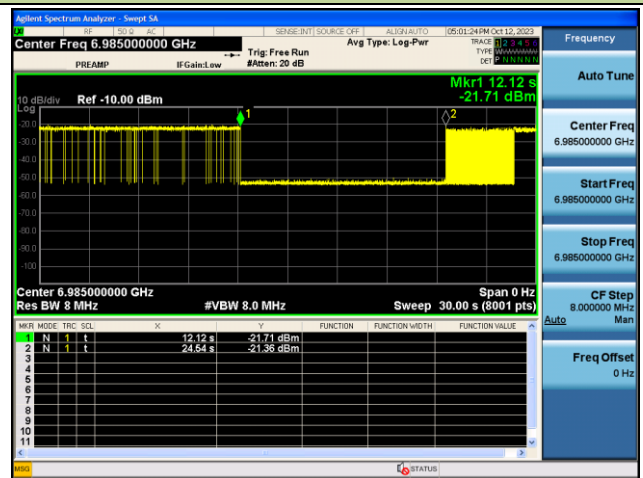 Agilent Spectrum Analyzer - Swept SA
RF 50 Ω AC SENSE:INT SOURCE OFF ALIGN AUTO 05:01:24 PM Oct 12, 2023
Center Freq 6.985000000 GHz
PREAMP IFGain:Low
Trig: Free Run
#Atten: 20 dB
Avg Type: Log-Pwr
TRACE 1 2 3 4 5 6
TYPE
DET P N N N N N
Mkr1 12.12 s
-21.71 dBm
10 dB/div Ref -10.00 dBm
Log
1
2
-20.0
-30.0
-40.0
-50.0
-60.0
-70.0
-80.0
-90.0
-100
Center 6.985000000 GHz Span 0 Hz
Res BW 8 MHz #VBW 8.0 MHz Sweep 30.00 s (8001 pts)
MKR MODE TRC SCL X Y FUNCTION FUNCTION WIDTH FUNCTION VALUE
1 N 1 t 12.12 s -21.71 dBm
2 N 1 t 24.54 s -21.36 dBm
3
4
5
6
7
8
9
10
11
MSG STATUS
Frequency
Auto Tune
Center Freq
6.985000000 GHz
Start Freq
6.985000000 GHz
Stop Freq
6.985000000 GHz
CF Step
8.000000 MHz
Auto Man
Freq Offset
0 Hz